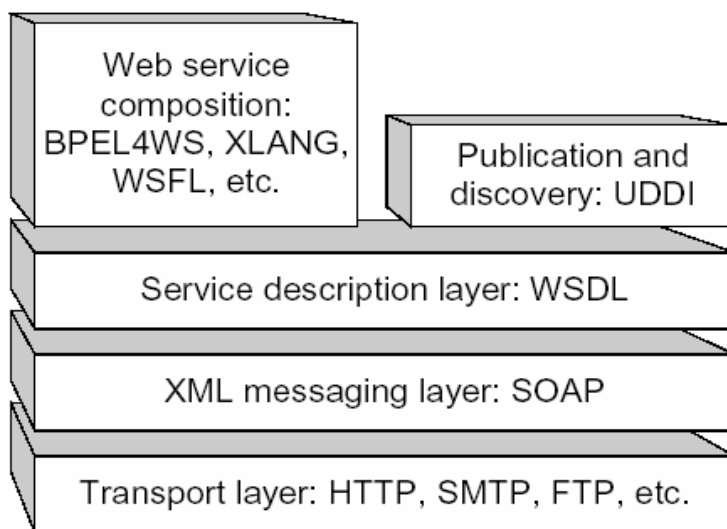 Web service
composition:
BPEL4WS, XLANG,
WSFL, etc.
Publication and
discovery: UDDI
Service description layer: WSDL
XML messaging layer: SOAP
Transport layer: HTTP, SMTP, FTP, etc.